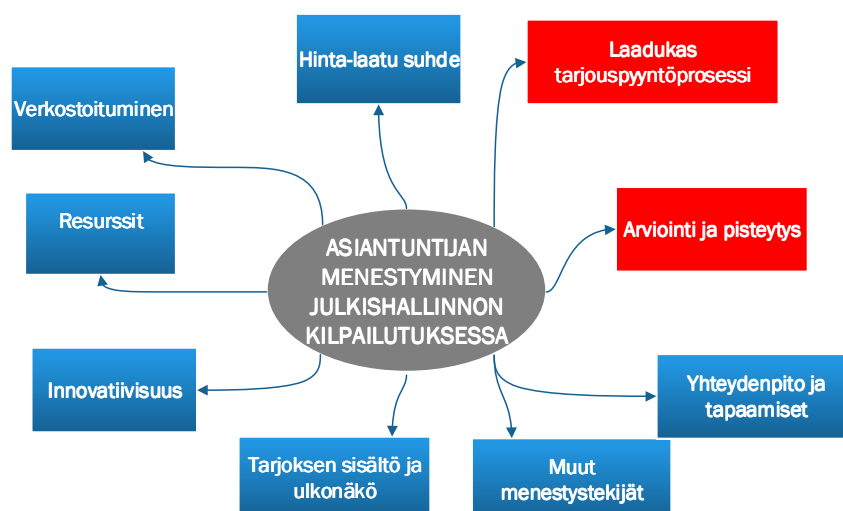 Hinta-laatu suhde
Laadukas
tarjouspyyntöprosessi
Verkostoituminen
Resurssit
Arviointi ja pisteytys
ASIANTUNTIJAN
MENESTYMINEN
JULKISHALLINNON
KILPAILUTUKSESSA
Innovatiivisuus
Yhteydenpito ja
tapaamiset
Tarjoksen sisältö ja
ulkonäkö
Muut
menestystekijät